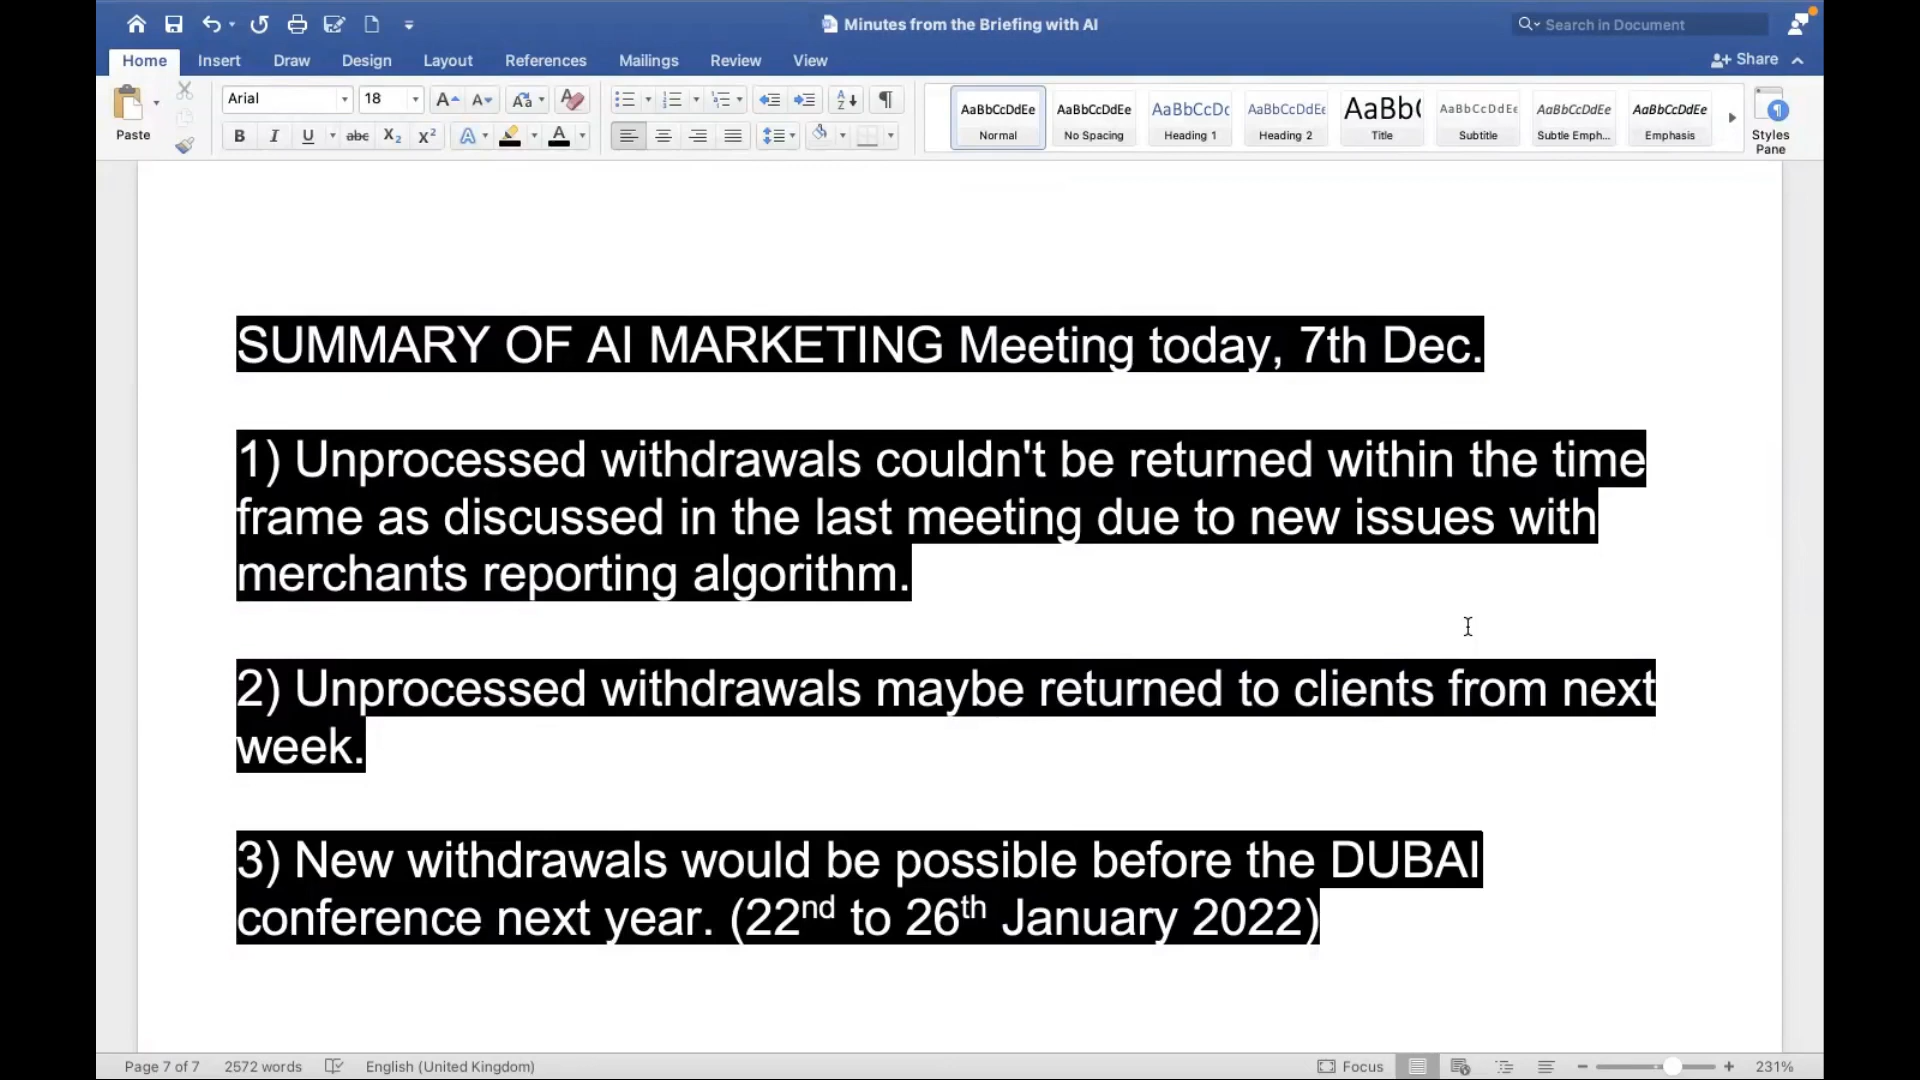 Minutes from the Briefing with AI
Search in Document
Home Insert Draw Design Layout References Mailings Review View
Share
Paste
Arial 18
B I U abc X₂ X² A
AaBbCcDdEe AaBbCcDdEe AaBbCcDc AaBbCcDdEe AaBb( AaBbCcDdEe AaBbCcDdEe AaBbCcDdEe
Normal No Spacing Heading 1 Heading 2 Title Subtitle Subtle Emph... Emphasis
Styles
Pane
SUMMARY OF AI MARKETING Meeting today, 7th Dec.
1) Unprocessed withdrawals couldn't be returned within the time
frame as discussed in the last meeting due to new issues with
merchants reporting algorithm.
2) Unprocessed withdrawals maybe returned to clients from next
week.
3) New withdrawals would be possible before the DUBAI
conference next year. (22nd to 26th January 2022)
Page 7 of 7 2572 words English (United Kingdom) Focus 231%